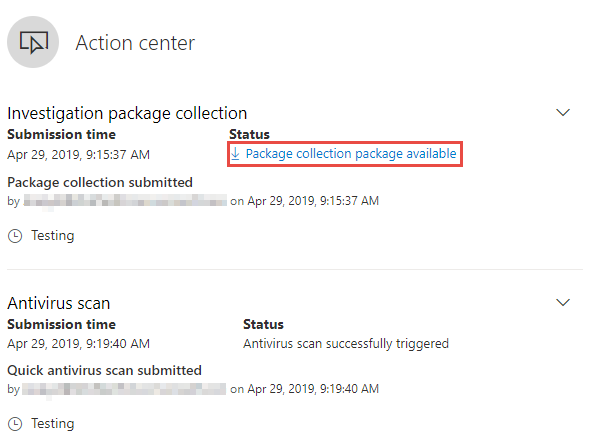 Action center
Investigation package collection
Submission time Status
Apr 29, 2019, 9:15:37 AM Package collection package available
Package collection submitted
by on Apr 29, 2019, 9:15:37 AM
Testing
Antivirus scan
Submission time Status
Apr 29, 2019, 9:19:40 AM Antivirus scan successfully triggered
Quick antivirus scan submitted
by on Apr 29, 2019, 9:19:40 AM
Testing